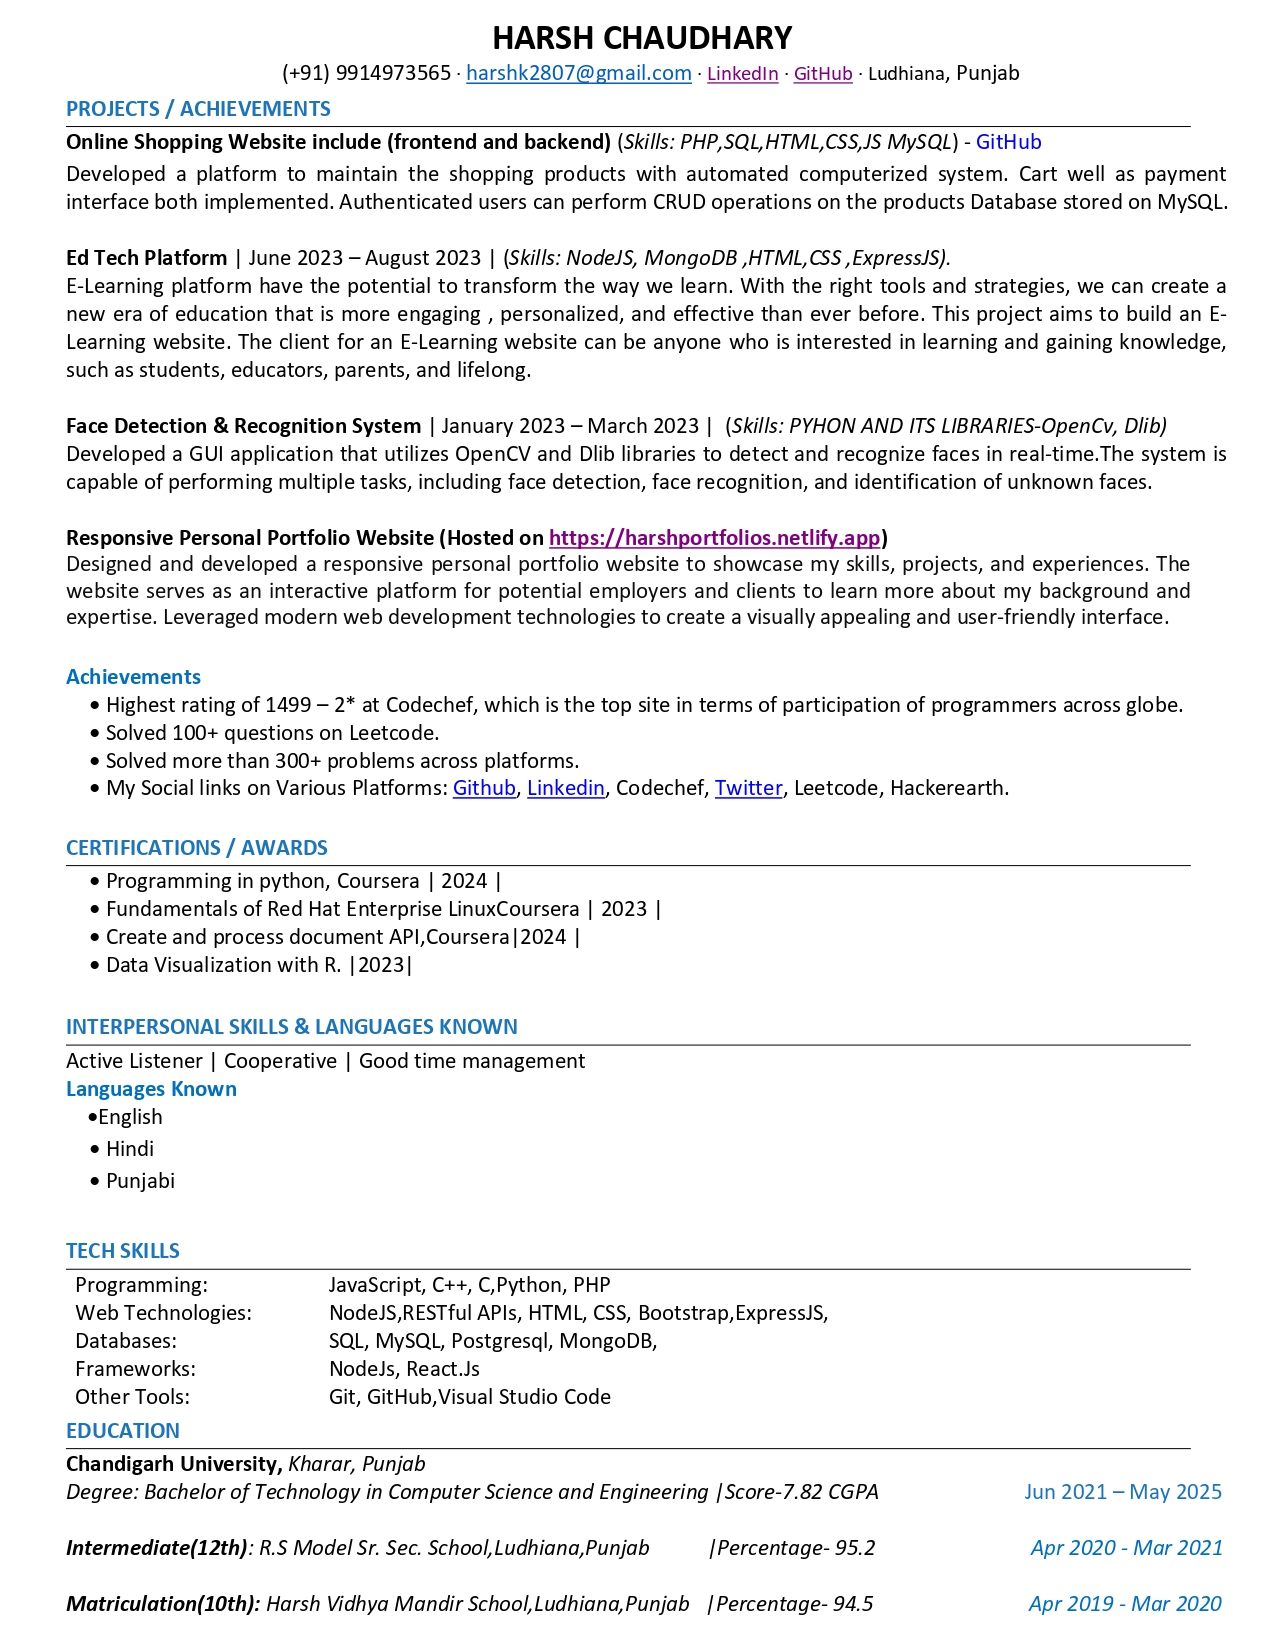 HARSH CHAUDHARY
(+91) 9914973565 · harshk2807@gmail.com · LinkedIn · GitHub · Ludhiana, Punjab
PROJECTS / ACHIEVEMENTS
Online Shopping Website include (frontend and backend) (Skills: PHP,SQL,HTML,CSS,JS MySQL) - GitHub
Developed a platform to maintain the shopping products with automated computerized system. Cart well as payment
interface both implemented. Authenticated users can perform CRUD operations on the products Database stored on MySQL.
Ed Tech Platform | June 2023 – August 2023 | (Skills: NodeJS, MongoDB ,HTML,CSS ,ExpressJS).
E-Learning platform have the potential to transform the way we learn. With the right tools and strategies, we can create a
new era of education that is more engaging , personalized, and effective than ever before. This project aims to build an E-
Learning website. The client for an E-Learning website can be anyone who is interested in learning and gaining knowledge,
such as students, educators, parents, and lifelong.
Face Detection & Recognition System | January 2023 – March 2023 | (Skills: PYHON AND ITS LIBRARIES-OpenCv, Dlib)
Developed a GUI application that utilizes OpenCV and Dlib libraries to detect and recognize faces in real-time.The system is
capable of performing multiple tasks, including face detection, face recognition, and identification of unknown faces.
Responsive Personal Portfolio Website (Hosted on https://harshportfolios.netlify.app)
Designed and developed a responsive personal portfolio website to showcase my skills, projects, and experiences. The
website serves as an interactive platform for potential employers and clients to learn more about my background and
expertise. Leveraged modern web development technologies to create a visually appealing and user-friendly interface.
Achievements
• Highest rating of 1499 – 2* at Codechef, which is the top site in terms of participation of programmers across globe.
• Solved 100+ questions on Leetcode.
• Solved more than 300+ problems across platforms.
• My Social links on Various Platforms: Github, Linkedin, Codechef, Twitter, Leetcode, Hackerearth.
CERTIFICATIONS / AWARDS
• Programming in python, Coursera | 2024 |
• Fundamentals of Red Hat Enterprise LinuxCoursera | 2023 |
• Create and process document API,Coursera|2024 |
• Data Visualization with R. |2023|
INTERPERSONAL SKILLS & LANGUAGES KNOWN
Active Listener | Cooperative | Good time management
Languages Known
•English
• Hindi
• Punjabi
TECH SKILLS
Programming: JavaScript, C++, C,Python, PHP
Web Technologies: NodeJS,RESTful APIs, HTML, CSS, Bootstrap,ExpressJS,
Databases: SQL, MySQL, Postgresql, MongoDB,
Frameworks: NodeJs, React.Js
Other Tools: Git, GitHub,Visual Studio Code
EDUCATION
Chandigarh University, Kharar, Punjab
Degree: Bachelor of Technology in Computer Science and Engineering |Score-7.82 CGPA Jun 2021 – May 2025
Intermediate(12th): R.S Model Sr. Sec. School,Ludhiana,Punjab |Percentage- 95.2 Apr 2020 - Mar 2021
Matriculation(10th): Harsh Vidhya Mandir School,Ludhiana,Punjab |Percentage- 94.5 Apr 2019 - Mar 2020